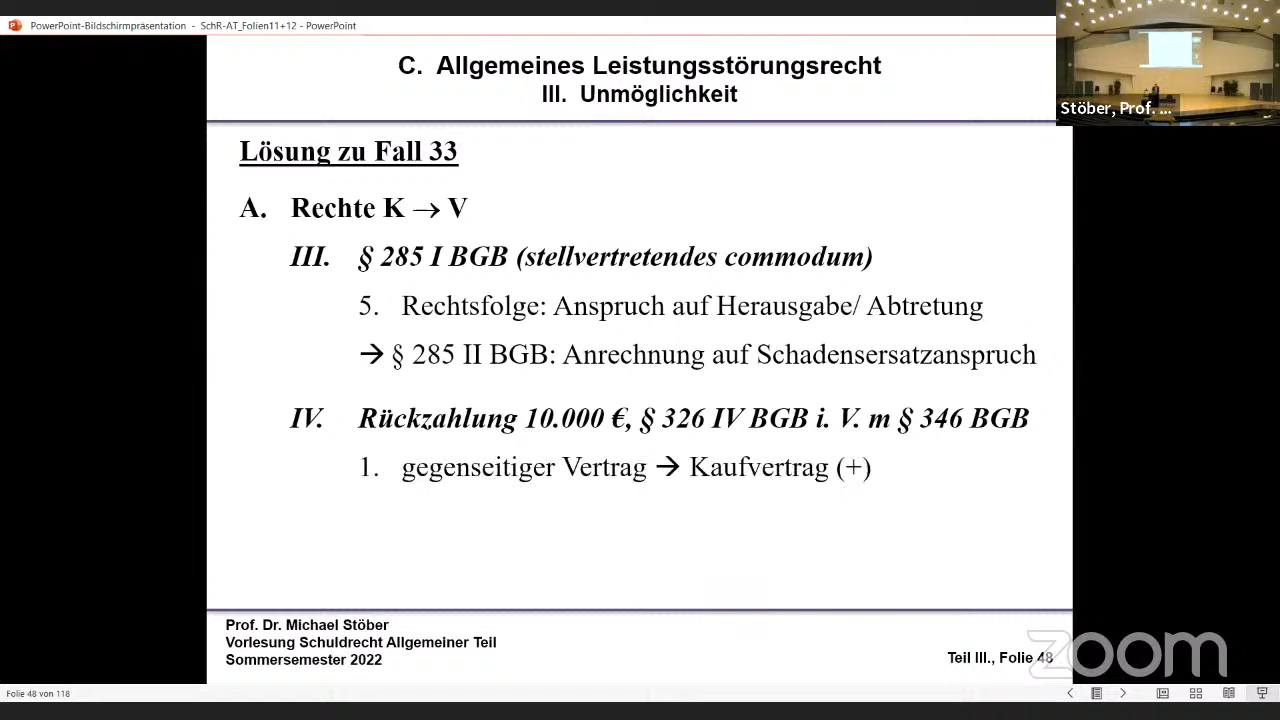 PowerPoint-Bildschirmpräsentation - SchR-AT_Folien11+12 - PowerPoint
C. Allgemeines Leistungsstörungsrecht
III. Unmöglichkeit
Stöber, Prof. ...
Lösung zu Fall 33
A. Rechte K → V
III. § 285 I BGB (stellvertretendes commodum)
5. Rechtsfolge: Anspruch auf Herausgabe/ Abtretung
→ § 285 II BGB: Anrechnung auf Schadensersatzanspruch
IV. Rückzahlung 10.000 €, § 326 IV BGB i. V. m § 346 BGB
1. gegenseitiger Vertrag → Kaufvertrag (+)
Prof. Dr. Michael Stöber
Vorlesung Schuldrecht Allgemeiner Teil
Sommersemester 2022
Teil III., Folie 48
zoom
Folie 48 von 118